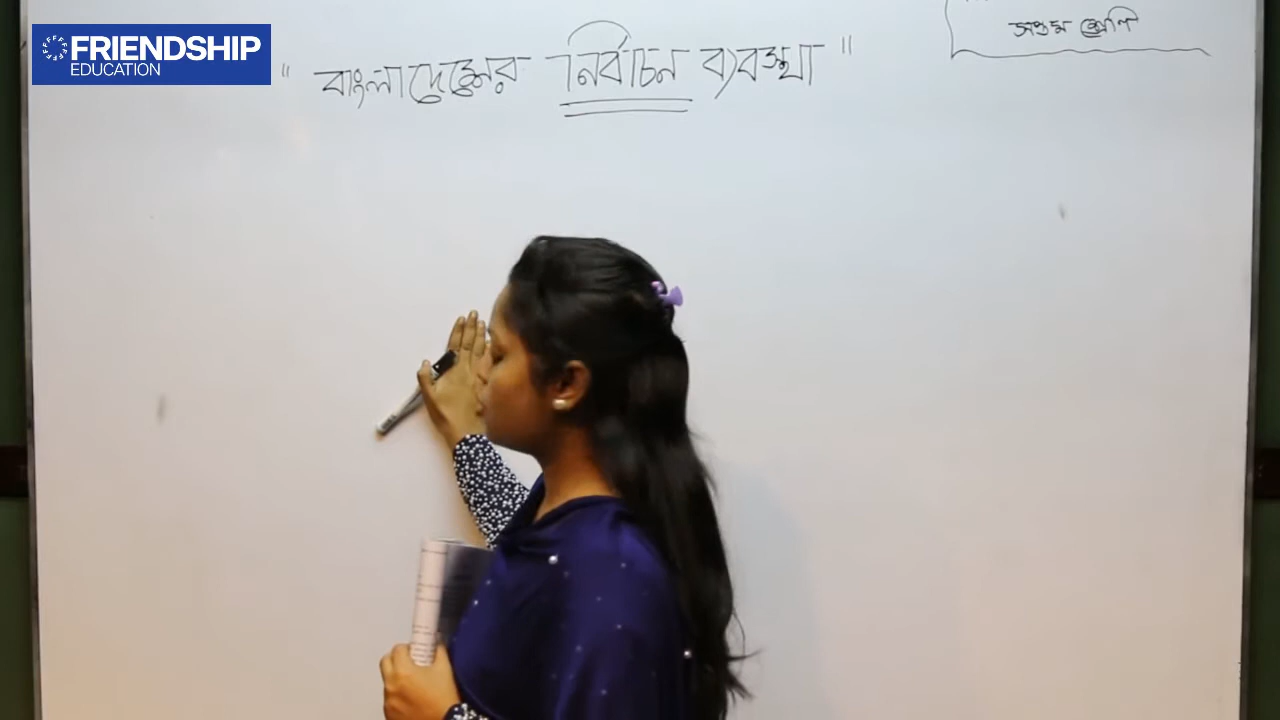 FRIENDSHIP
EDUCATION
" বাংলাদেশের নির্বাচন ব্যবস্থা "
সপ্তম শ্রেণি